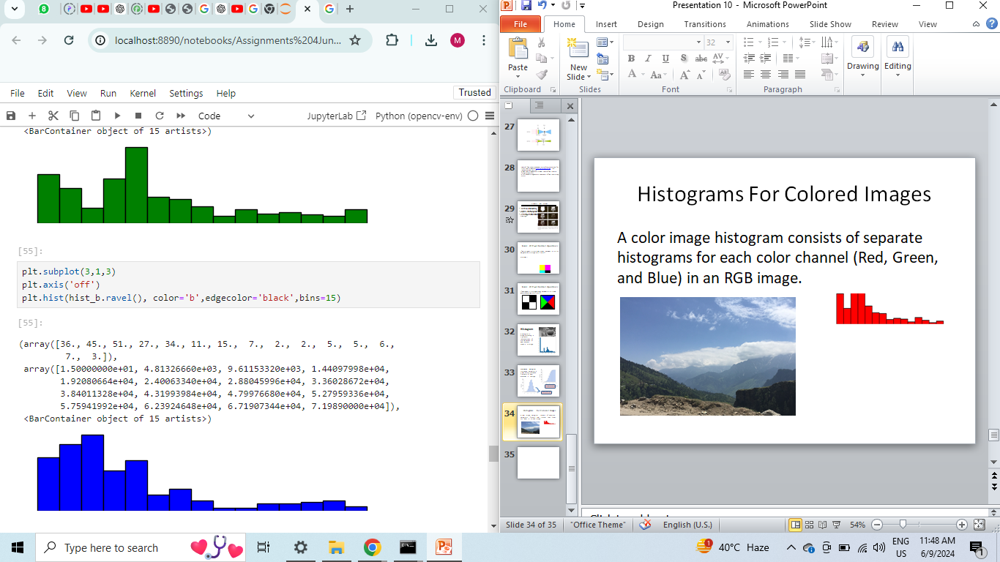 localhost:8890/notebooks/Assignments%204Jun...
M
File Edit View Run Kernel Settings Help
Trusted
Code
JupyterLab
Python (opencv-env)
<BarContainer object of 15 artists>)
[55]:
plt.subplot(3,1,3)
plt.axis('off')
plt.hist(hist_b.ravel(), color='b',edgecolor='black',bins=15)
[55]:
(array([36., 45., 51., 27., 34., 11., 15., 7., 2., 2., 5., 5., 6.,
7., 3.]),
array([1.50000000e+01, 4.81326660e+03, 9.61153320e+03, 1.44097998e+04,
1.92080664e+04, 2.40063340e+04, 2.88045996e+04, 3.36028672e+04,
3.84011328e+04, 4.31993984e+04, 4.79976680e+04, 5.27959336e+04,
5.75941992e+04, 6.23924648e+04, 6.71907344e+04, 7.19890000e+04]),
<BarContainer object of 15 artists>)
Presentation 10 - Microsoft PowerPoint
File Home Insert Design Transitions Animations Slide Show Review View
Paste
New
Slide
32
B I U S abc AV
A Aa A A
Drawing
Editing
Clipboard
Slides
Font
Paragraph
27
28
29
30
31
32
Histogram
33
34
35
Histograms For Colored Images
A color image histogram consists of separate
histograms for each color channel (Red, Green,
and Blue) in an RGB image.
Slide 34 of 35
"Office Theme"
English (U.S.)
54%
Type here to search
40°C Haze
ENG
US
11:48 AM
6/9/2024
1